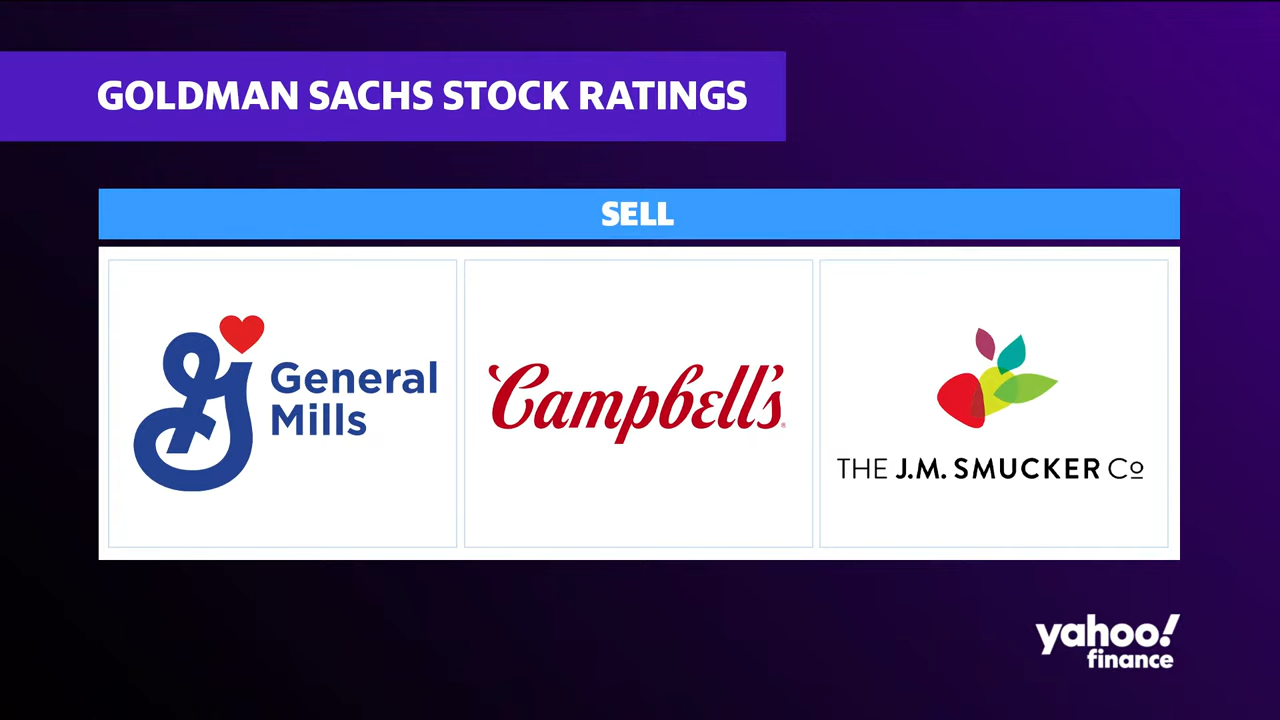 GOLDMAN SACHS STOCK RATINGS
SELL
General
Mills
Campbell's
THE J.M. SMUCKER Co
yahoo!
finance